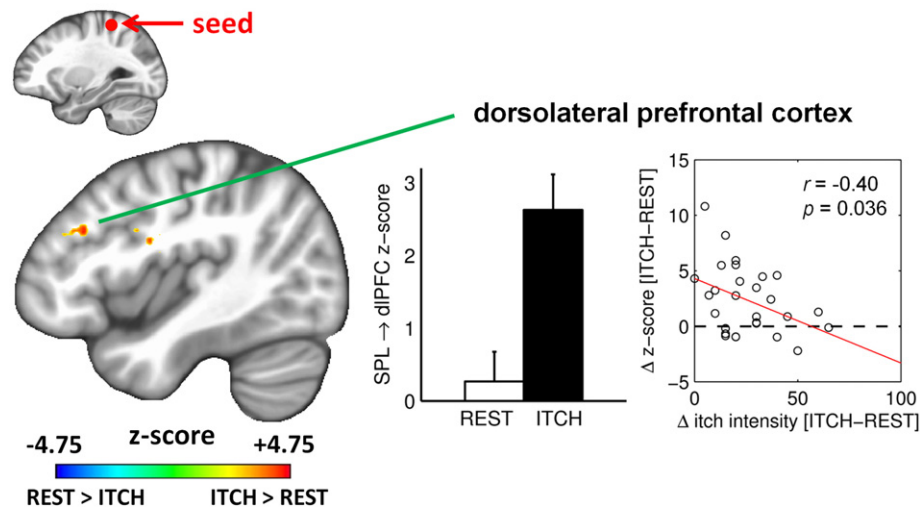 seed
dorsolateral prefrontal cortex
-4.75 z-score +4.75
REST > ITCH ITCH > REST
SPL → dlPFC z-score
3
2
1
0
REST ITCH
Δ z-score [ITCH−REST]
15
10
5
0
−5
r = -0.40
p = 0.036
0 50 100
Δ itch intensity [ITCH−REST]